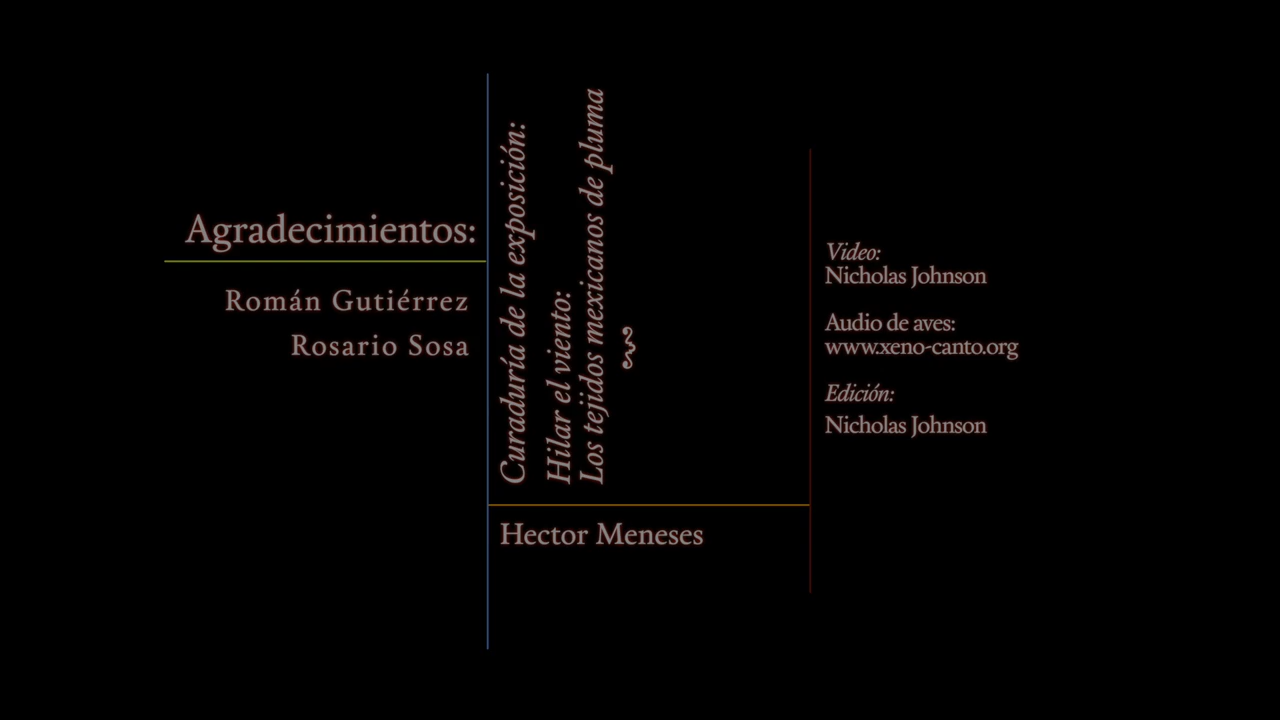 Agradecimientos:
Román Gutiérrez
Rosario Sosa
Curaduría de la exposición:
Hilar el viento:
Los tejidos mexicanos de pluma
Hector Meneses
Video:
Nicholas Johnson
Audio de aves:
www.xeno-canto.org
Edición:
Nicholas Johnson